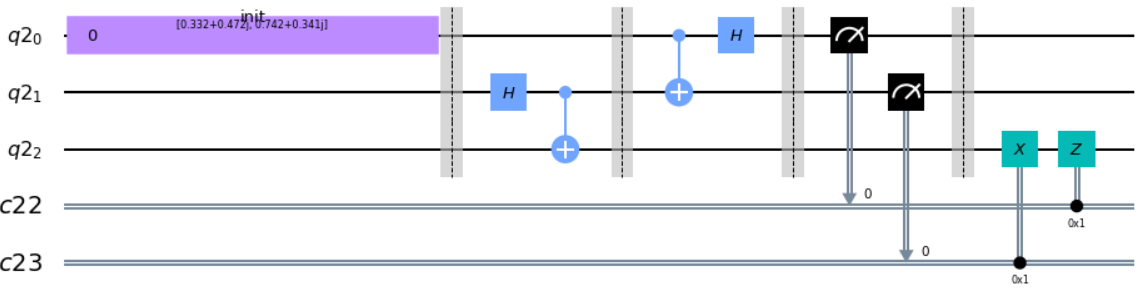 init
[0.332+0.472j, 0.742+0.341j]
q2₀ 0 H
q2₁ H
q2₂ X Z
c22 0 0x1
c23 0 0x1